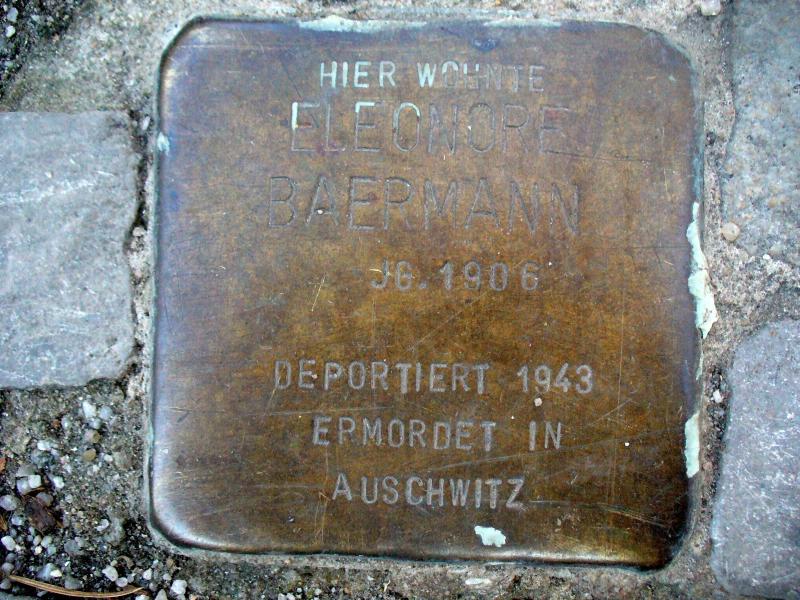 HIER WOHNTE
ELEONORE
BAERMANN
JG. 1906
DEPORTIERT 1943
ERMORDET IN
AUSCHWITZ